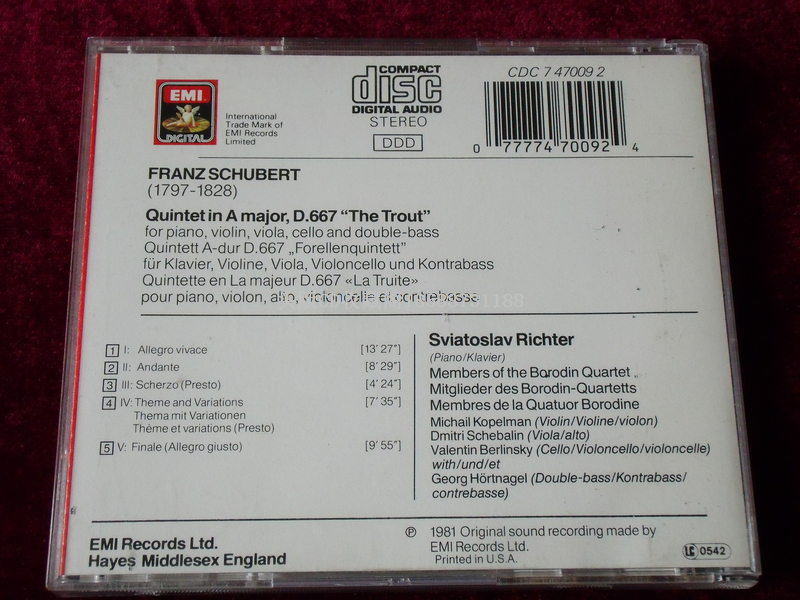 EMI
DIGITAL
International
Trade Mark of
EMI Records
Limited
COMPACT
disc
DIGITAL AUDIO
STEREO
DDD
CDC 7 47009 2
0 77774 70092 4
FRANZ SCHUBERT
(1797-1828)
Quintet in A major, D.667 “The Trout”
for piano, violin, viola, cello and double-bass
Quintett A-dur D.667 „Forellenquintett”
für Klavier, Violine, Viola, Violoncello und Kontrabass
Quintette en La majeur D.667 «La Truite»
pour piano, violon, alto, violoncelle et contrebasse
1 I: Allegro vivace [13'27"]
2 II: Andante [8'29"]
3 III: Scherzo (Presto) [4'24"]
4 IV: Theme and Variations [7'35"]
Thema mit Variationen
Thème et variations (Presto)
5 V: Finale (Allegro giusto) [9'55"]
Sviatoslav Richter
(Piano/Klavier)
Members of the Borodin Quartet
Mitglieder des Borodin-Quartetts
Membres de la Quatuor Borodine
Michail Kopelman (Violin/Violine/violon)
Dmitri Schebalin (Viola/alto)
Valentin Berlinsky (Cello/Violoncello/violoncelle)
with/und/et
Georg Hörtnagel (Double-bass/Kontrabass/
contrebasse)
EMI Records Ltd.
Hayes Middlesex England
℗ 1981 Original sound recording made by
EMI Records Ltd.
Printed in U.S.A.
LC 0542